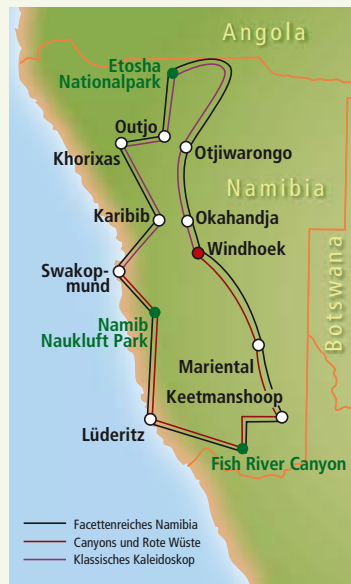 Angola
Etosha
Nationalpark
Outjo
Khorixas
Otjiwarongo
Namibia
Karibib
Okahandja
Windhoek
Swakop-
mund
Namib
Naukluft Park
Botswana
Mariental
Keetmanshoop
Lüderitz
Fish River Canyon
Facettenreiches Namibia
Canyons und Rote Wüste
Klassisches Kaleidoskop